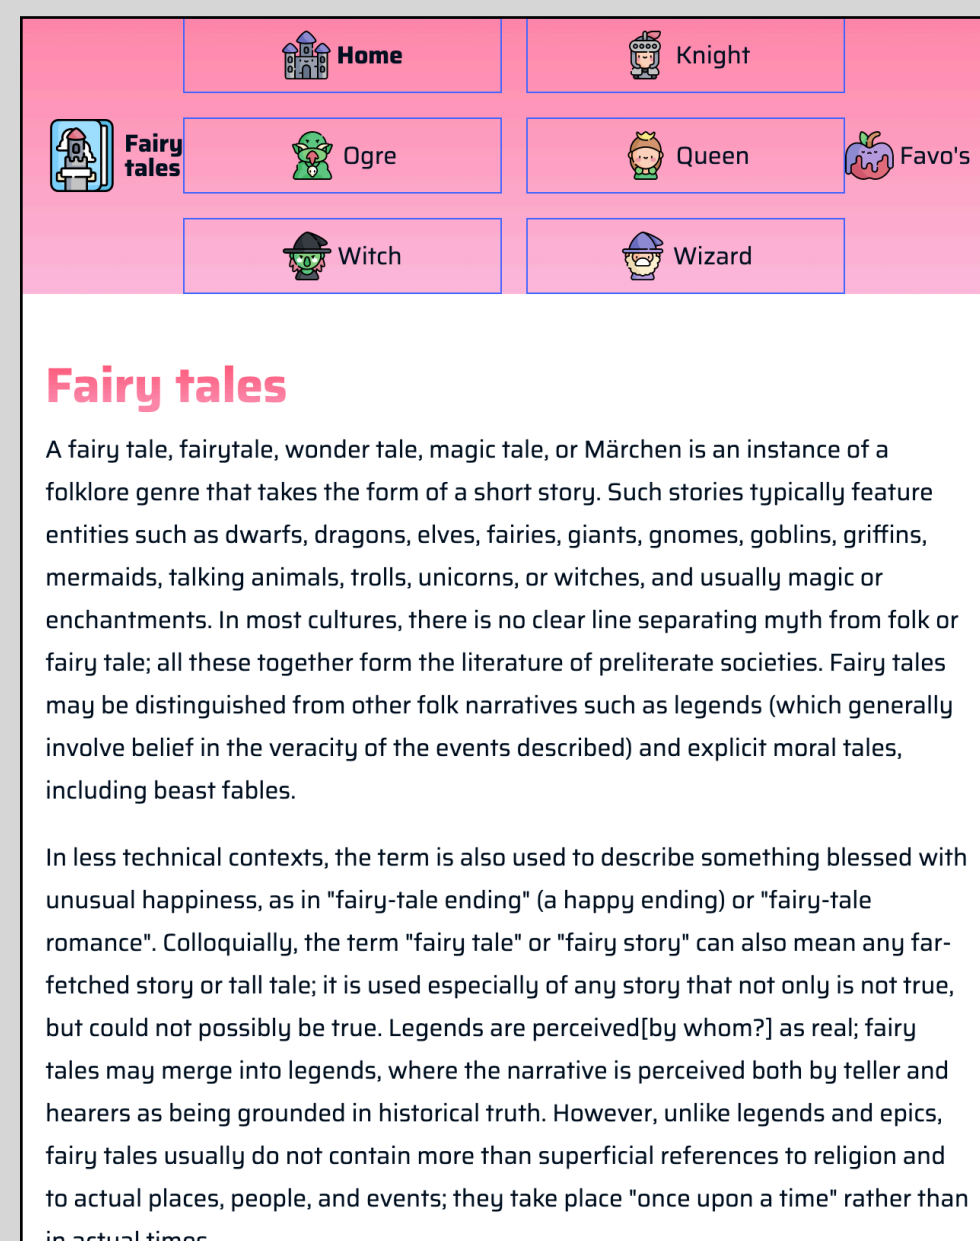 Home
Knight
Fairy
tales
Ogre
Queen
Favo's
Witch
Wizard
Fairy tales
A fairy tale, fairytale, wonder tale, magic tale, or Märchen is an instance of a
folklore genre that takes the form of a short story. Such stories typically feature
entities such as dwarfs, dragons, elves, fairies, giants, gnomes, goblins, griffins,
mermaids, talking animals, trolls, unicorns, or witches, and usually magic or
enchantments. In most cultures, there is no clear line separating myth from folk or
fairy tale; all these together form the literature of preliterate societies. Fairy tales
may be distinguished from other folk narratives such as legends (which generally
involve belief in the veracity of the events described) and explicit moral tales,
including beast fables.
In less technical contexts, the term is also used to describe something blessed with
unusual happiness, as in "fairy-tale ending" (a happy ending) or "fairy-tale
romance". Colloquially, the term "fairy tale" or "fairy story" can also mean any far-
fetched story or tall tale; it is used especially of any story that not only is not true,
but could not possibly be true. Legends are perceived[by whom?] as real; fairy
tales may merge into legends, where the narrative is perceived both by teller and
hearers as being grounded in historical truth. However, unlike legends and epics,
fairy tales usually do not contain more than superficial references to religion and
to actual places, people, and events; they take place "once upon a time" rather than
in actual times.